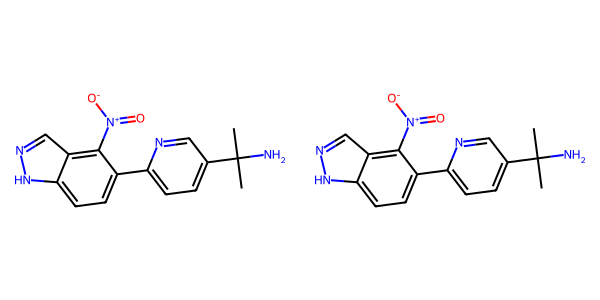 O⁻ O⁻
N⁺ O N⁺ O
N N NH₂ N N NH₂
HN HN